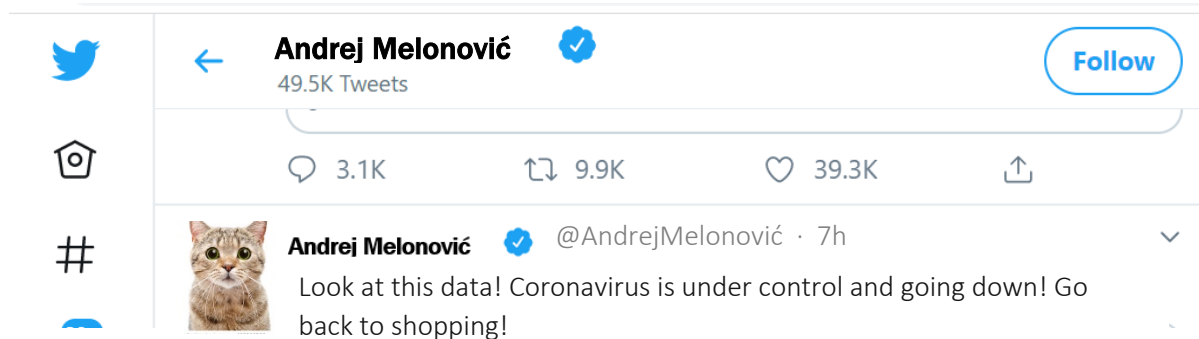 Andrej Melonović
Follow
49.5K Tweets
3.1K 9.9K 39.3K
Andrej Melonović @AndrejMelonović · 7h
Look at this data! Coronavirus is under control and going down! Go
back to shopping!